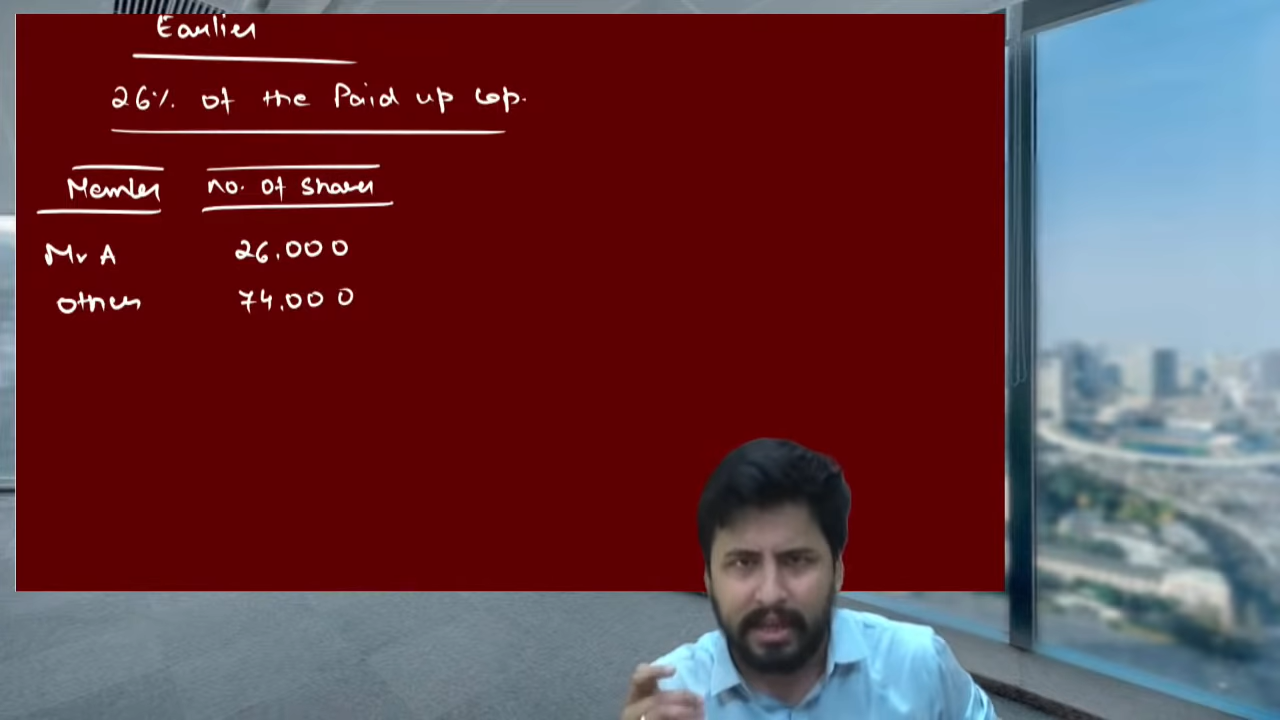 Earlier
26% of the Paid up cap.
Member no. of shares
Mr A 26,000
others 74,000